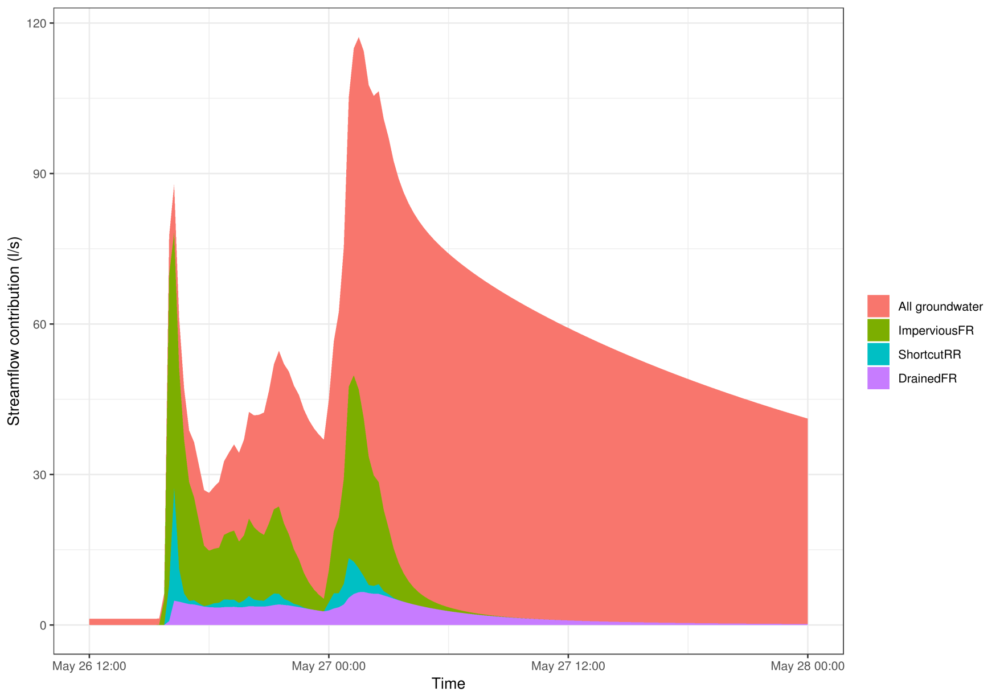 120
90
60
30
0
Streamflow contribution (l/s)
May 26 12:00
May 27 00:00
May 27 12:00
May 28 00:00
Time
All groundwater
ImperviousFR
ShortcutRR
DrainedFR